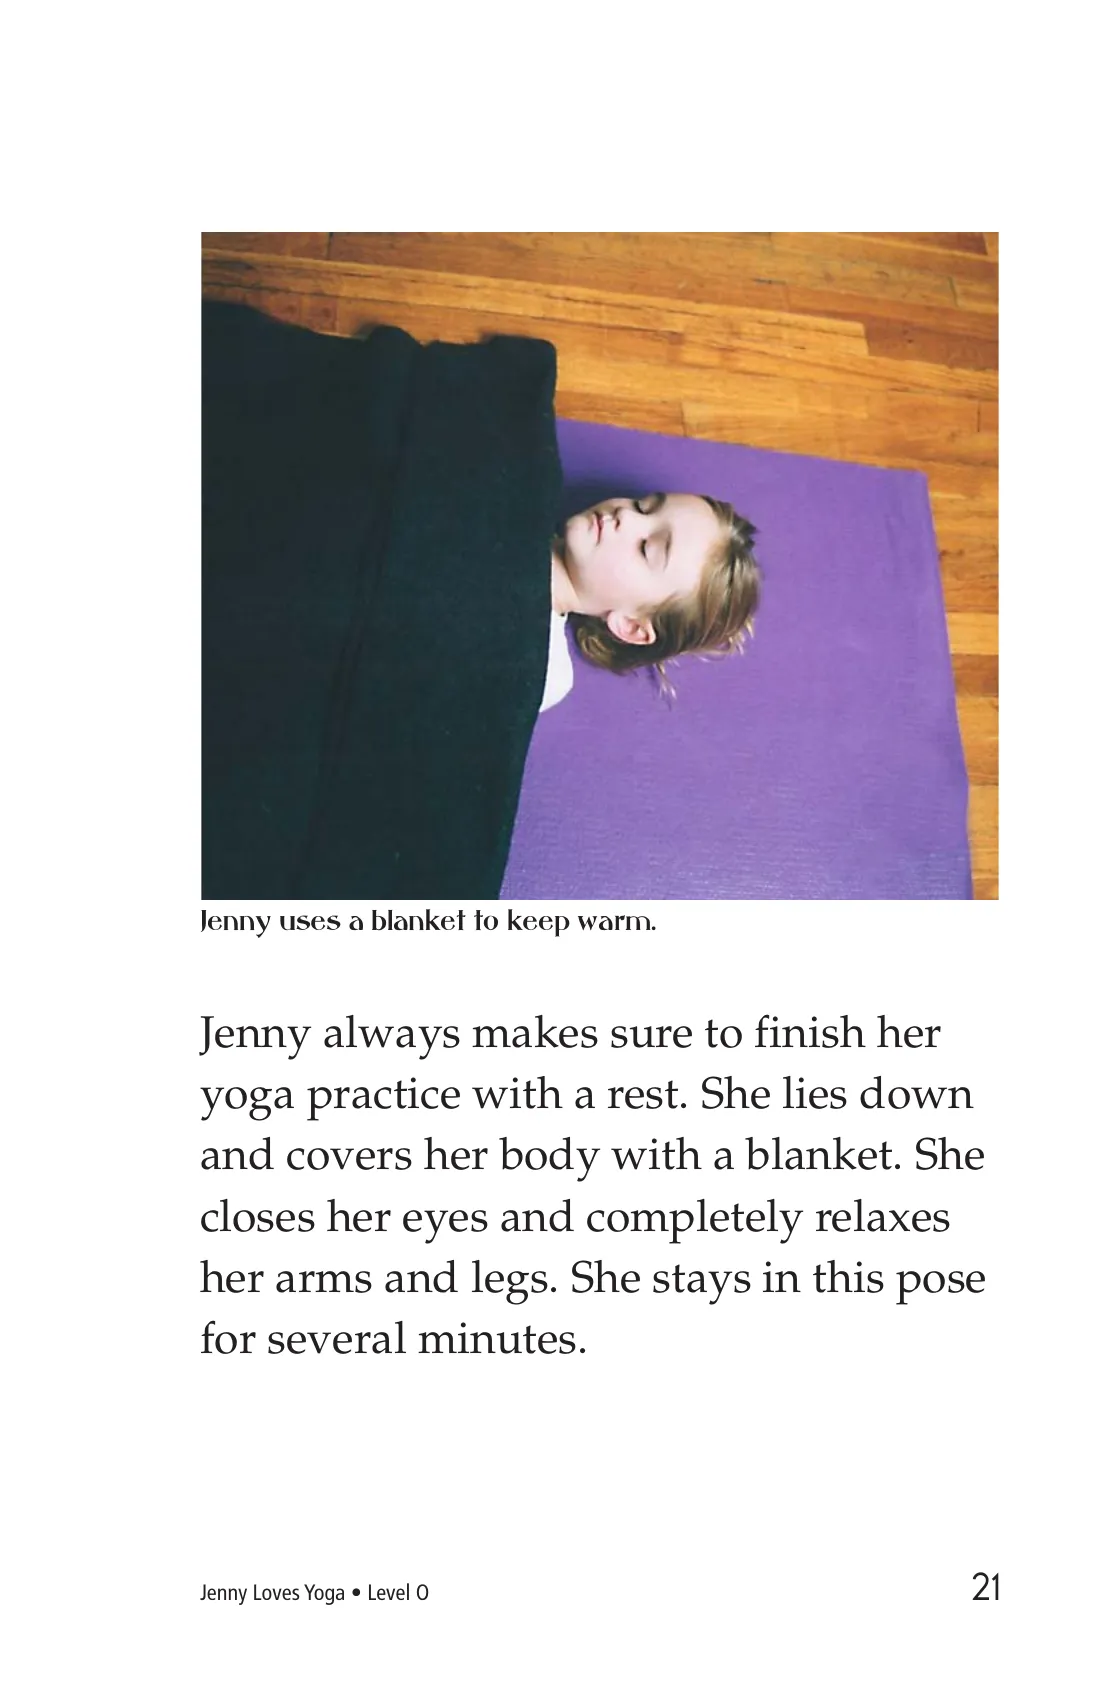 Jenny uses a blanket to keep warm.
Jenny always makes sure to finish her
yoga practice with a rest. She lies down
and covers her body with a blanket. She
closes her eyes and completely relaxes
her arms and legs. She stays in this pose
for several minutes.
Jenny Loves Yoga • Level O
21